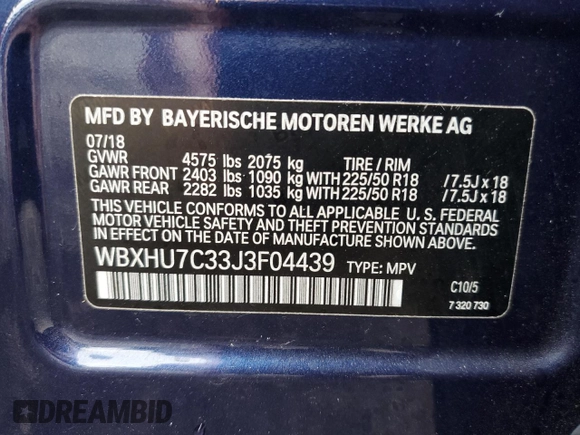 MFD BY BAYERISCHE MOTOREN WERKE AG
07/18
GVWR 4575 lbs 2075 kg TIRE / RIM
GAWR FRONT 2403 lbs 1090 kg WITH 225/50 R18 /7.5J x 18
GAWR REAR 2282 lbs 1035 kg WITH 225/50 R18 /7.5J x 18
THIS VEHICLE CONFORMS TO ALL APPLICABLE U. S. FEDERAL
MOTOR VEHICLE SAFETY AND THEFT PREVENTION STANDARDS
IN EFFECT ON THE DATE OF MANUFACTURE SHOWN ABOVE.
WBXHU7C33J3F04439 TYPE: MPV
C10/5
7 320 730
DREAMBID